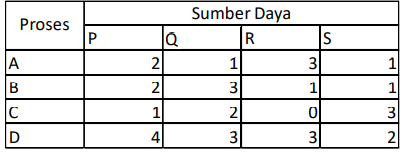 Proses Sumber Daya
P Q R S
A 2 1 3 1
B 2 3 1 1
C 1 2 0 3
D 4 3 3 2